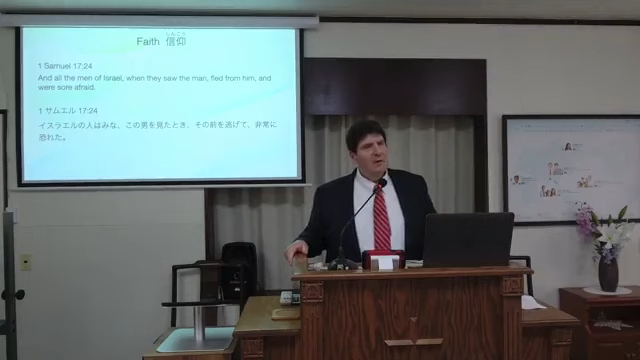 しんこう
Faith 信仰
1 Samuel 17:24
And all the men of Israel, when they saw the man, fled from him, and
were sore afraid.
1 サムエル 17:24
イスラエルの人はみな、この男を見たとき、その前を逃げて、非常に
恐れた。